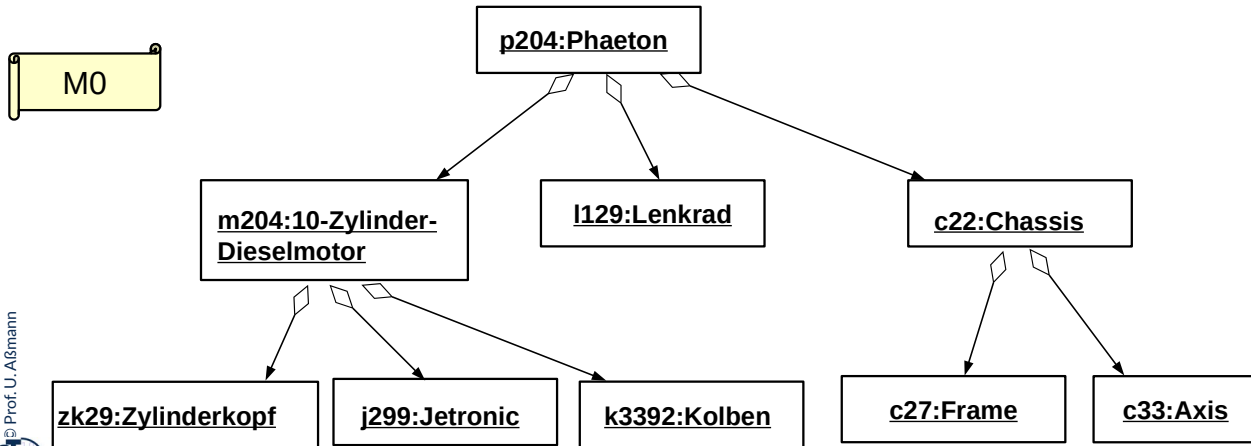 p204:Phaeton
M0
m204:10-Zylinder-
Dieselmotor
l129:Lenkrad
c22:Chassis
zk29:Zylinderkopf
j299:Jetronic
k3392:Kolben
c27:Frame
c33:Axis
© Prof. U. Aßmann